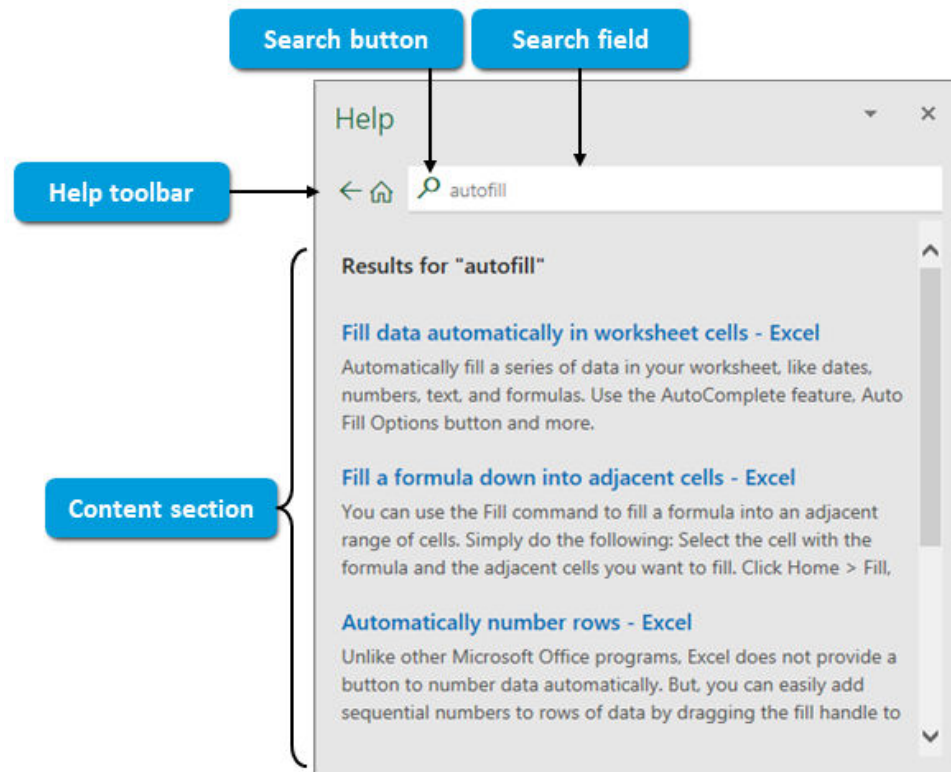 Search button
Search field
Help
Help toolbar
autofill
Results for "autofill"
Fill data automatically in worksheet cells - Excel
Automatically fill a series of data in your worksheet, like dates,
numbers, text, and formulas. Use the AutoComplete feature, Auto
Fill Options button and more.
Fill a formula down into adjacent cells - Excel
Content section
You can use the Fill command to fill a formula into an adjacent
range of cells. Simply do the following: Select the cell with the
formula and the adjacent cells you want to fill. Click Home > Fill,
Automatically number rows - Excel
Unlike other Microsoft Office programs, Excel does not provide a
button to number data automatically. But, you can easily add
sequential numbers to rows of data by dragging the fill handle to